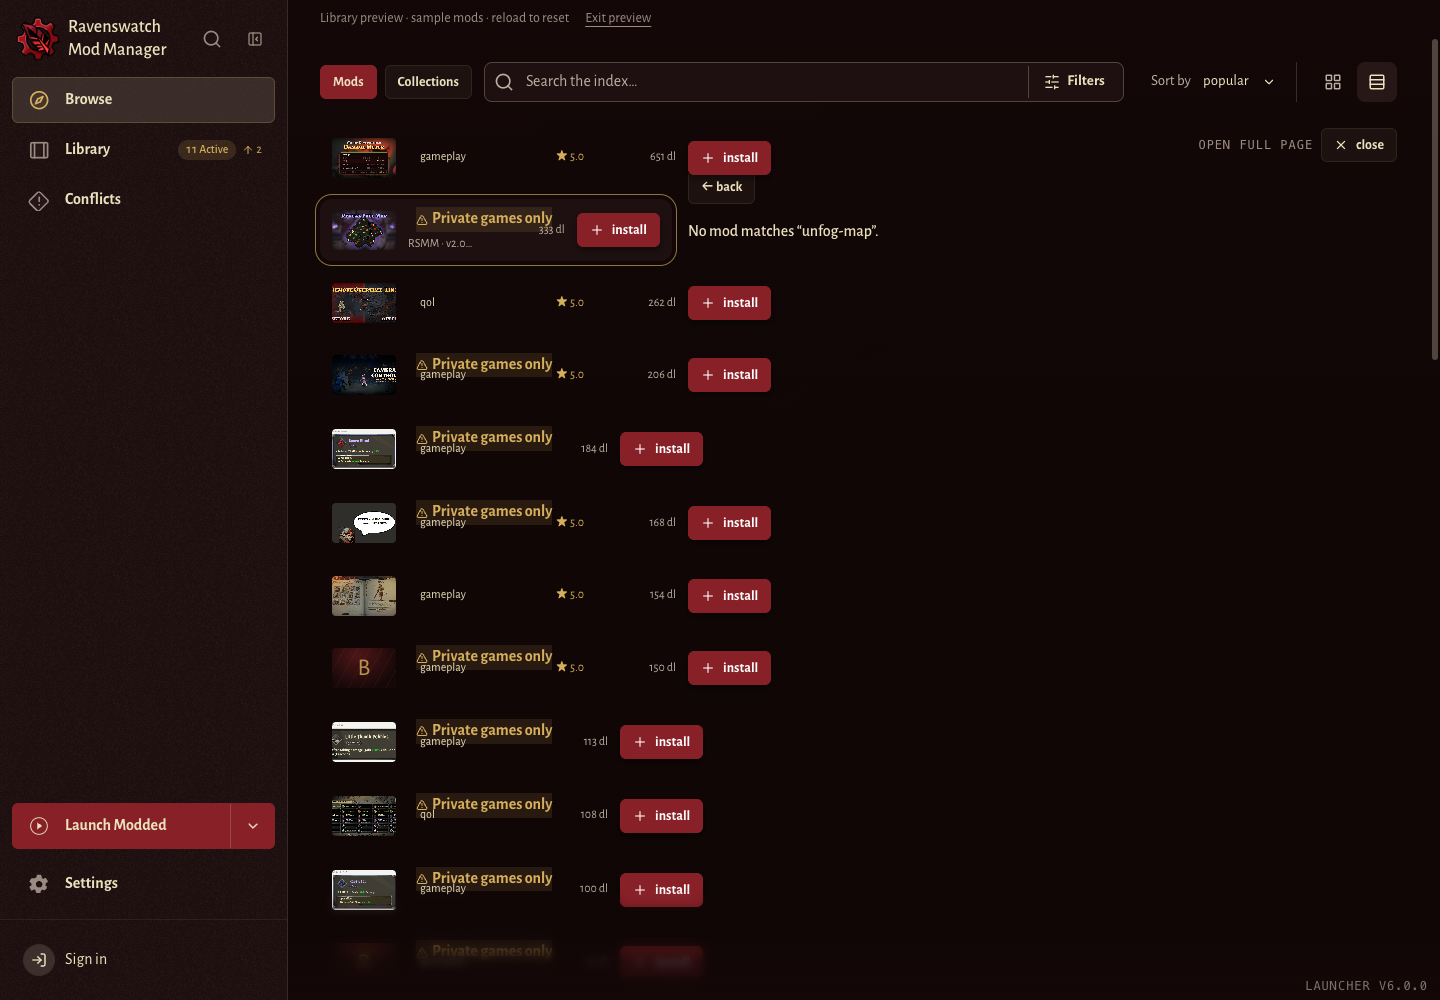 Ravenswatch
Mod Manager
Browse
Library
11 Active
2
Conflicts
Launch Modded
Settings
Sign in
Library preview · sample mods · reload to reset
Exit preview
Mods
Collections
Search the index...
Filters
Sort by
popular
OPEN FULL PAGE
close
back
No mod matches “unfog-map”.
gameplay
5.0
651 dl
install
Private games only
RSMM · v2.0...
333 dl
install
qol
5.0
262 dl
install
Private games only
gameplay
5.0
206 dl
install
Private games only
gameplay
184 dl
install
Private games only
gameplay
5.0
168 dl
install
gameplay
5.0
154 dl
install
B
Private games only
gameplay
5.0
150 dl
install
Private games only
gameplay
113 dl
install
Private games only
qol
108 dl
install
Private games only
gameplay
100 dl
install
Private games only
LAUNCHER V6.0.0